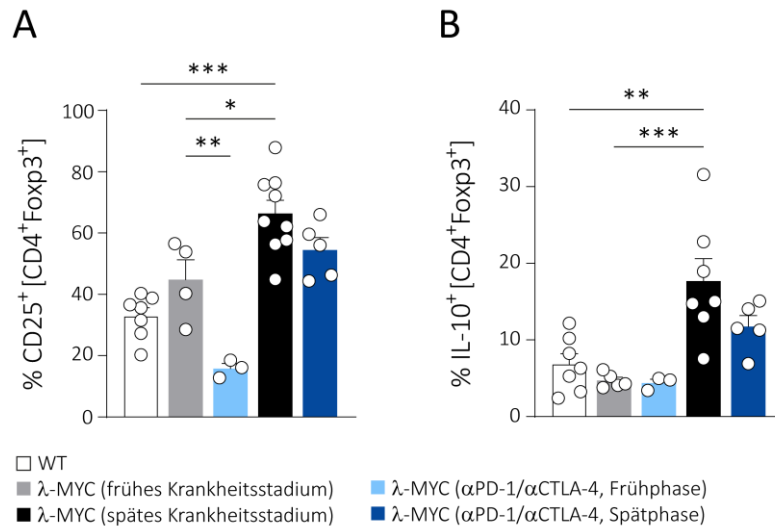 A
B
***
*
**
**
***
100
80
60
40
20
0
% CD25⁺ [CD4⁺Foxp3⁺]
40
30
20
10
0
% IL-10⁺ [CD4⁺Foxp3⁺]
WT
λ-MYC (frühes Krankheitsstadium)
λ-MYC (αPD-1/αCTLA-4, Frühphase)
λ-MYC (spätes Krankheitsstadium)
λ-MYC (αPD-1/αCTLA-4, Spätphase)